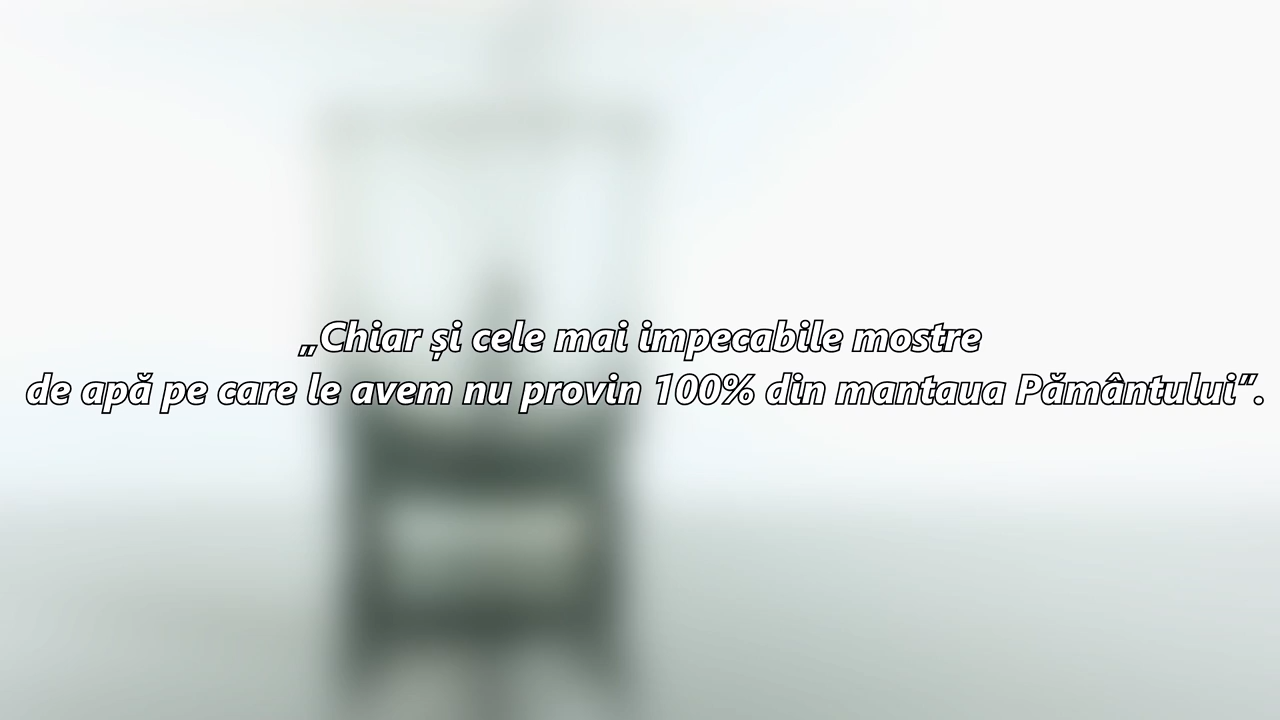 „Chiar și cele mai impecabile mostre
de apă pe care le avem nu provin 100% din mantaua Pământului”.